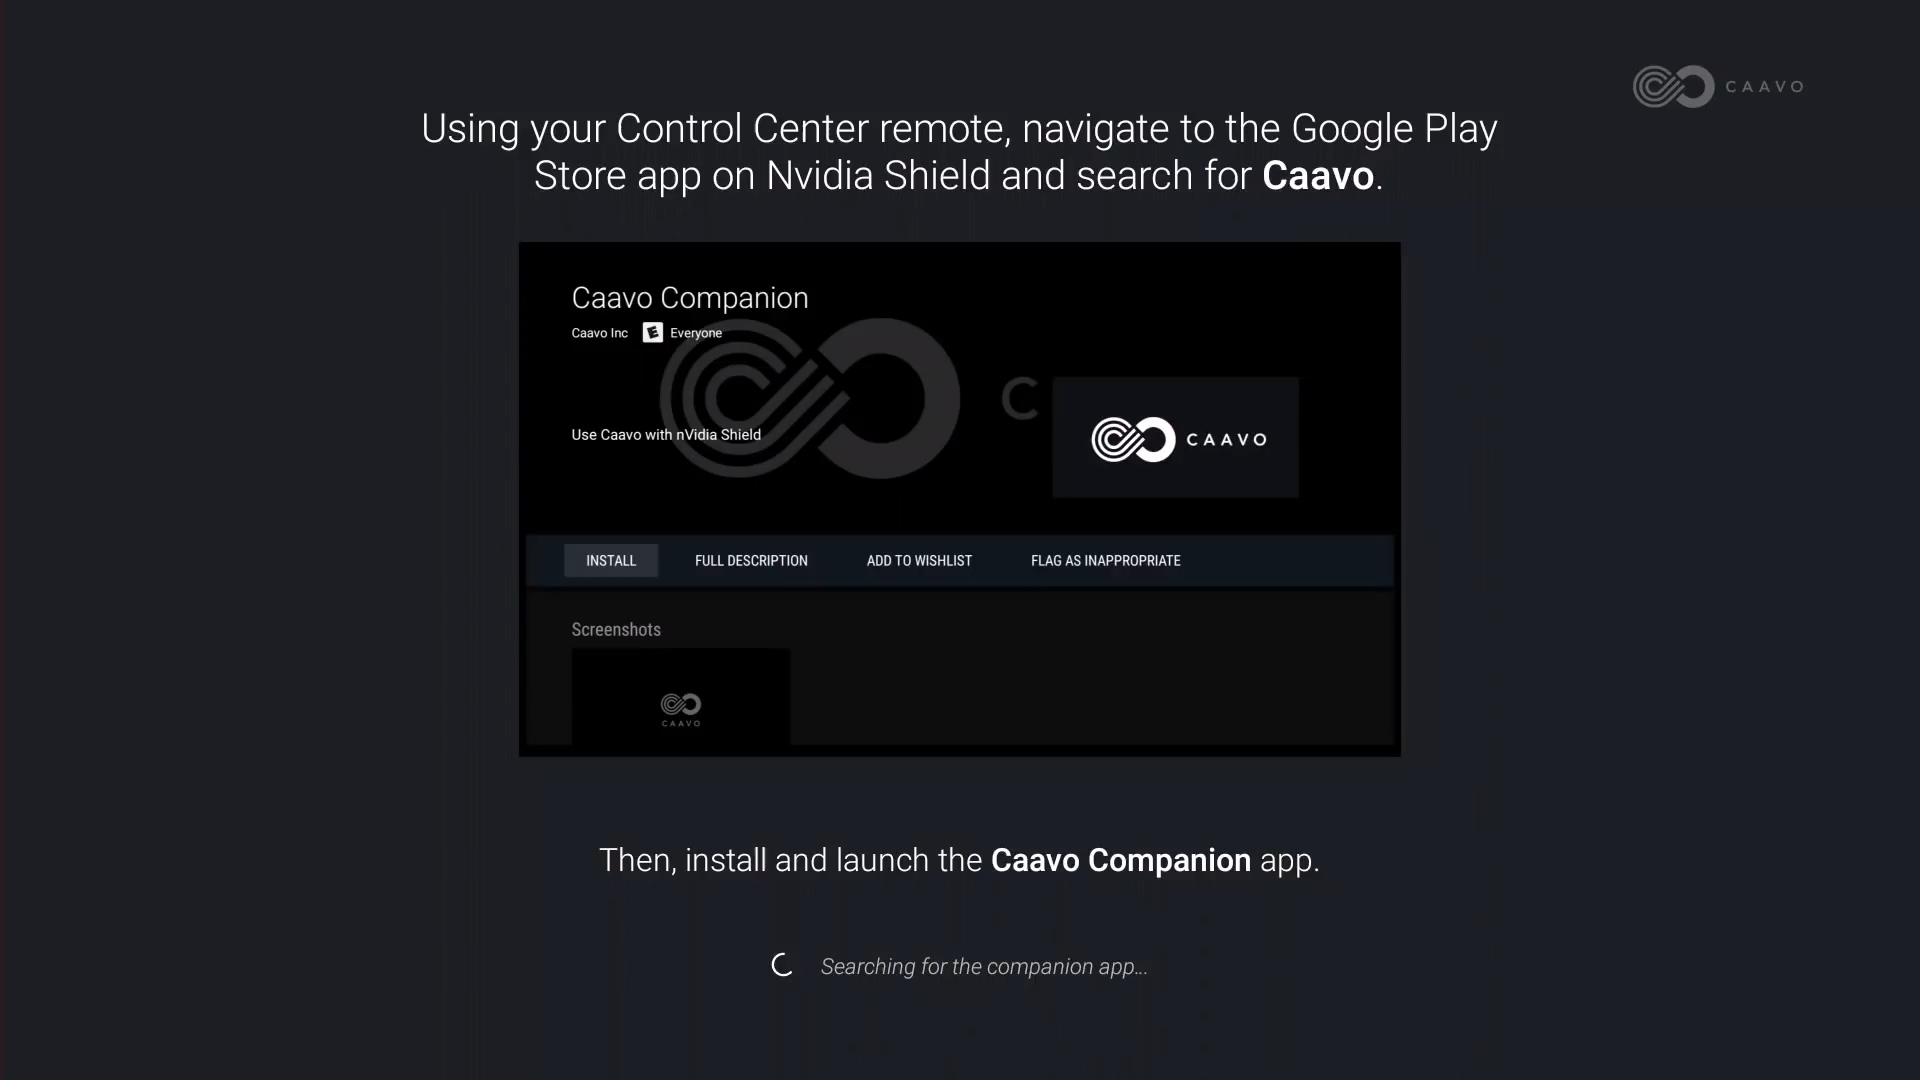 CAAVO
Using your Control Center remote, navigate to the Google Play
Store app on Nvidia Shield and search for Caavo.
Caavo Companion
Caavo Inc E Everyone
C
Use Caavo with nVidia Shield
CAAVO
INSTALL FULL DESCRIPTION ADD TO WISHLIST FLAG AS INAPPROPRIATE
Screenshots
CAAVO
Then, install and launch the Caavo Companion app.
Searching for the companion app...